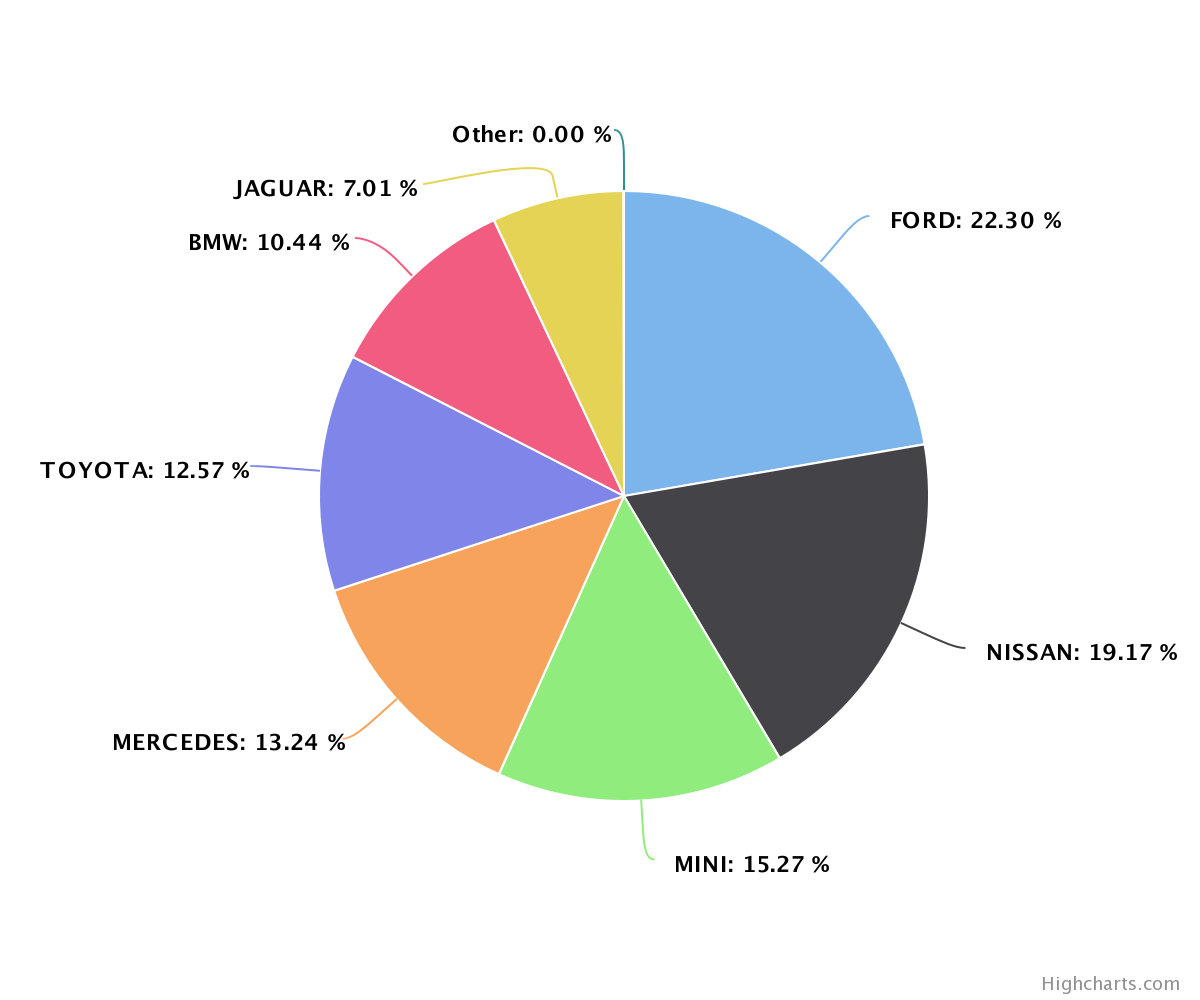 Other: 0.00 %
JAGUAR: 7.01 %
FORD: 22.30 %
BMW: 10.44 %
TOYOTA: 12.57 %
NISSAN: 19.17 %
MERCEDES: 13.24 %
MINI: 15.27 %
Highcharts.com